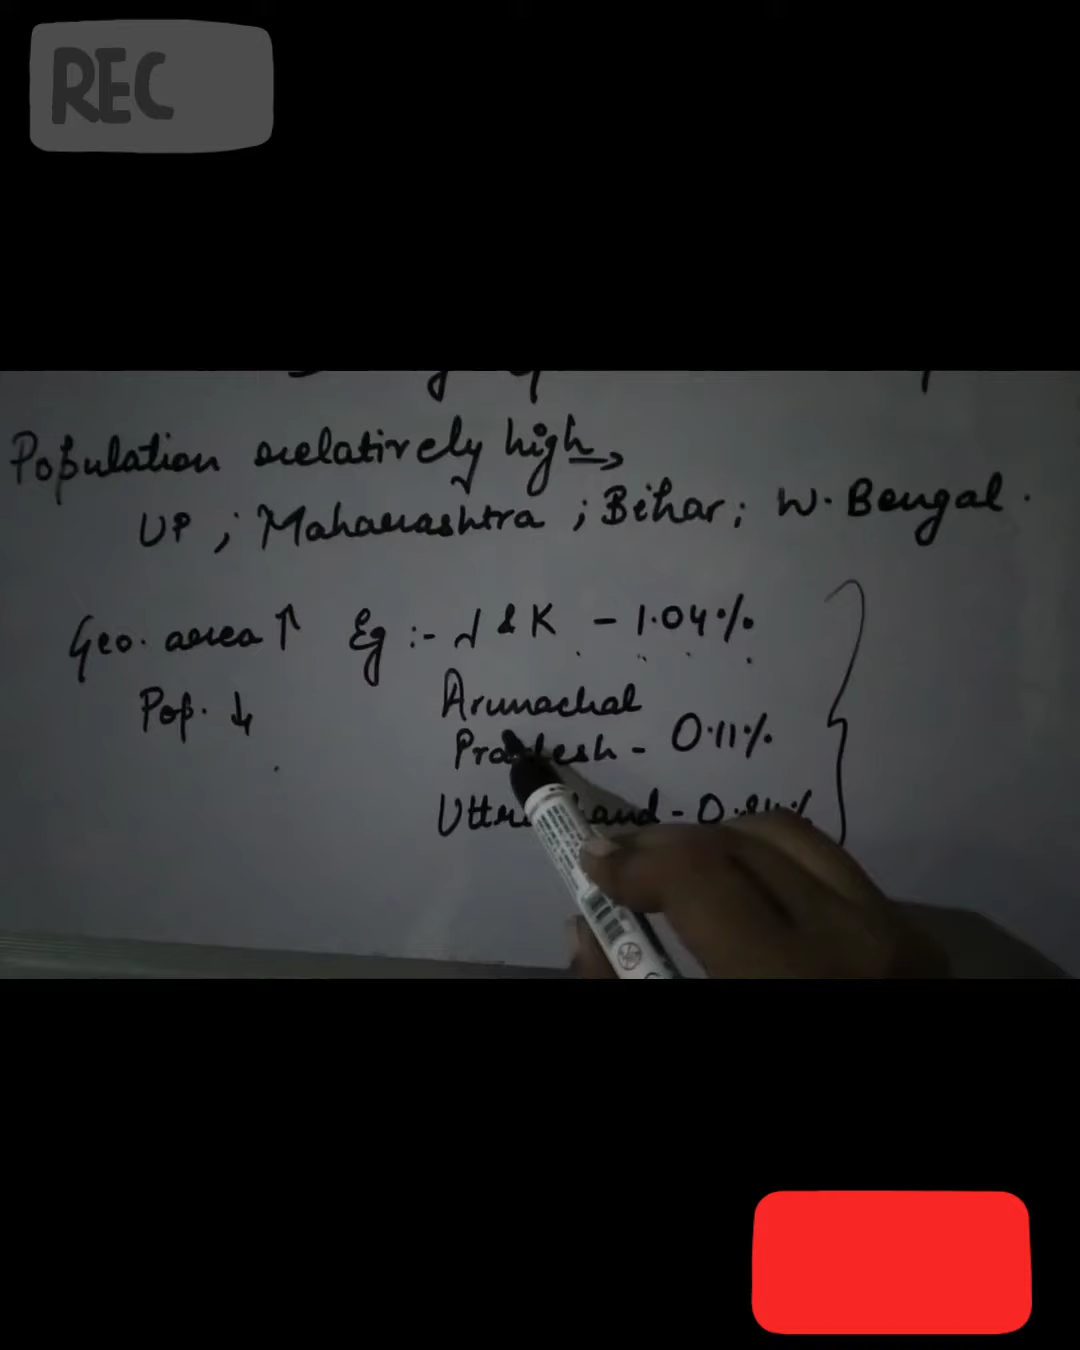 REC
Population relatively high →
UP ; Maharashtra ; Bihar ; W. Bengal .
Geo. area ↑ Eg :- J & K - 1.04%
Pop. ↓ Arunachal
Pradesh - 0.11%